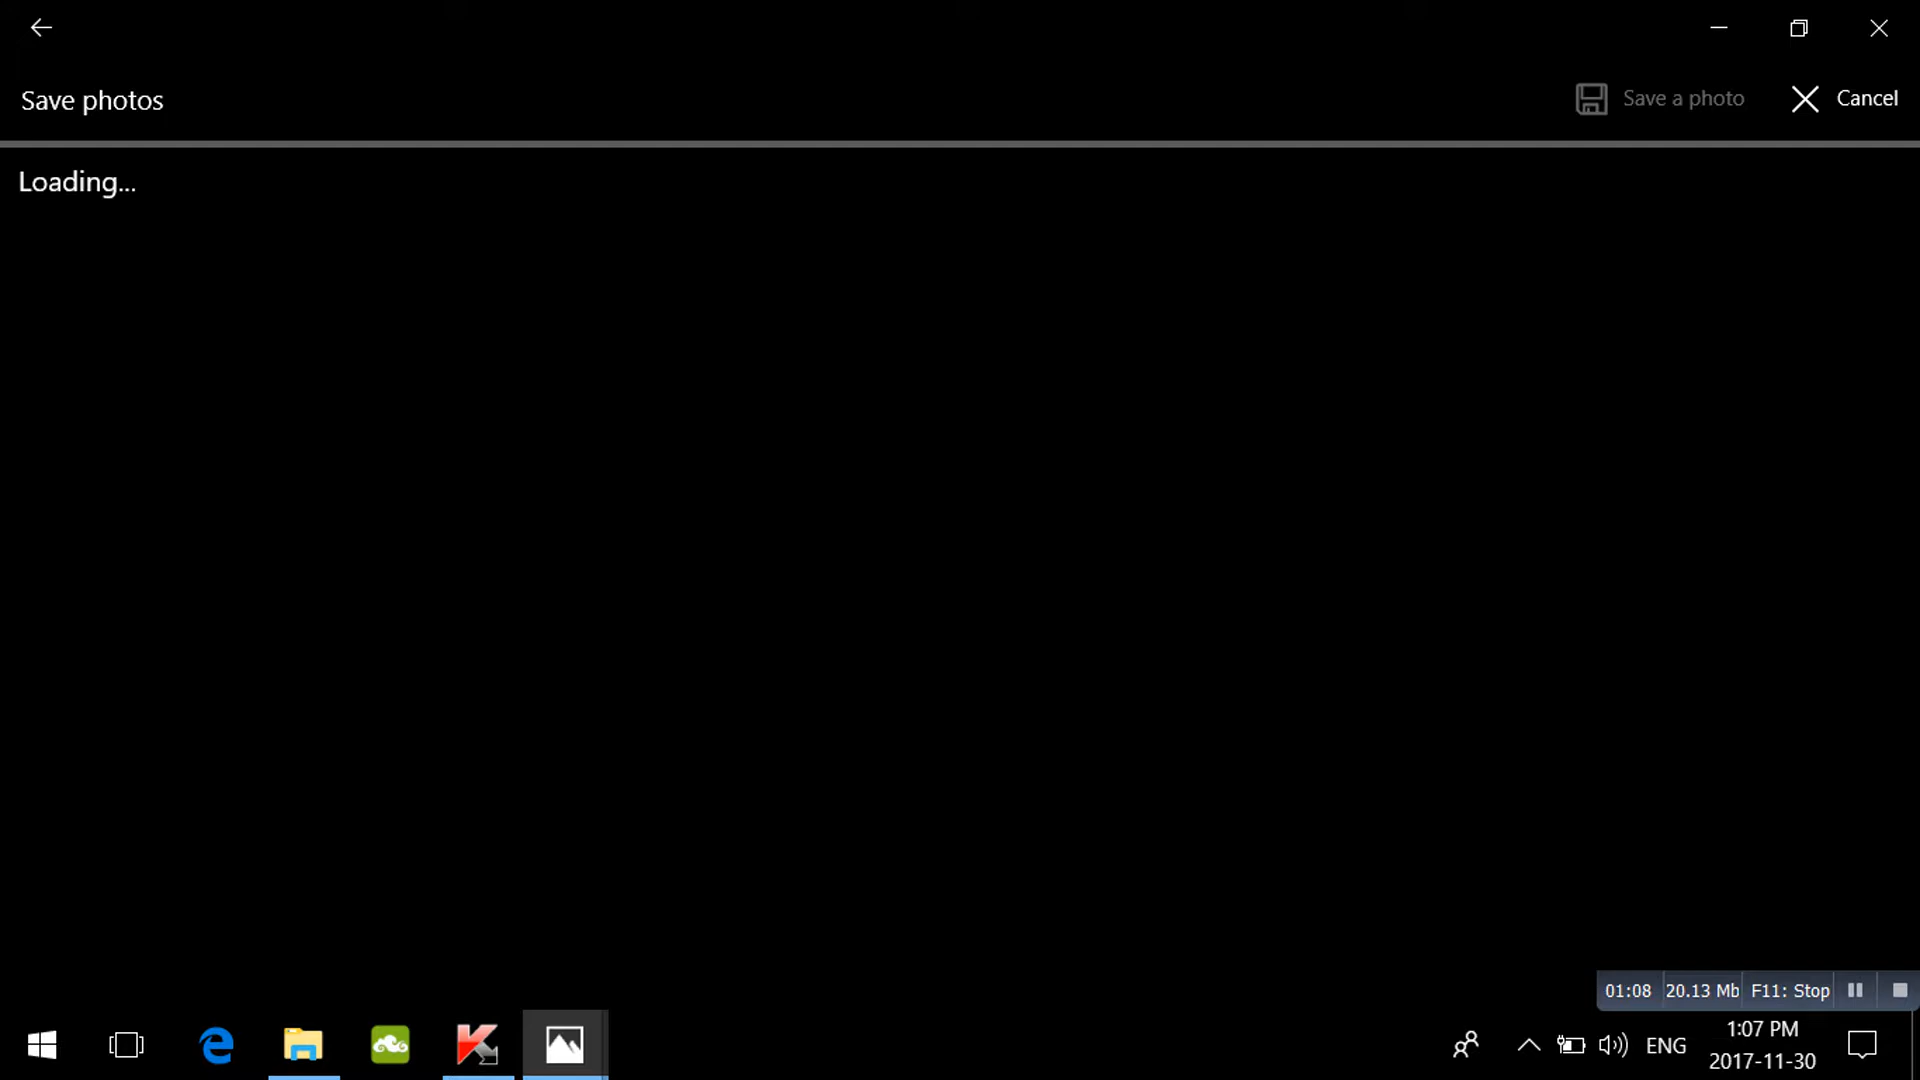 Save photos
Save a photo
Cancel
Loading...
01:08 20.13 Mb F11: Stop
ENG
1:07 PM
2017-11-30